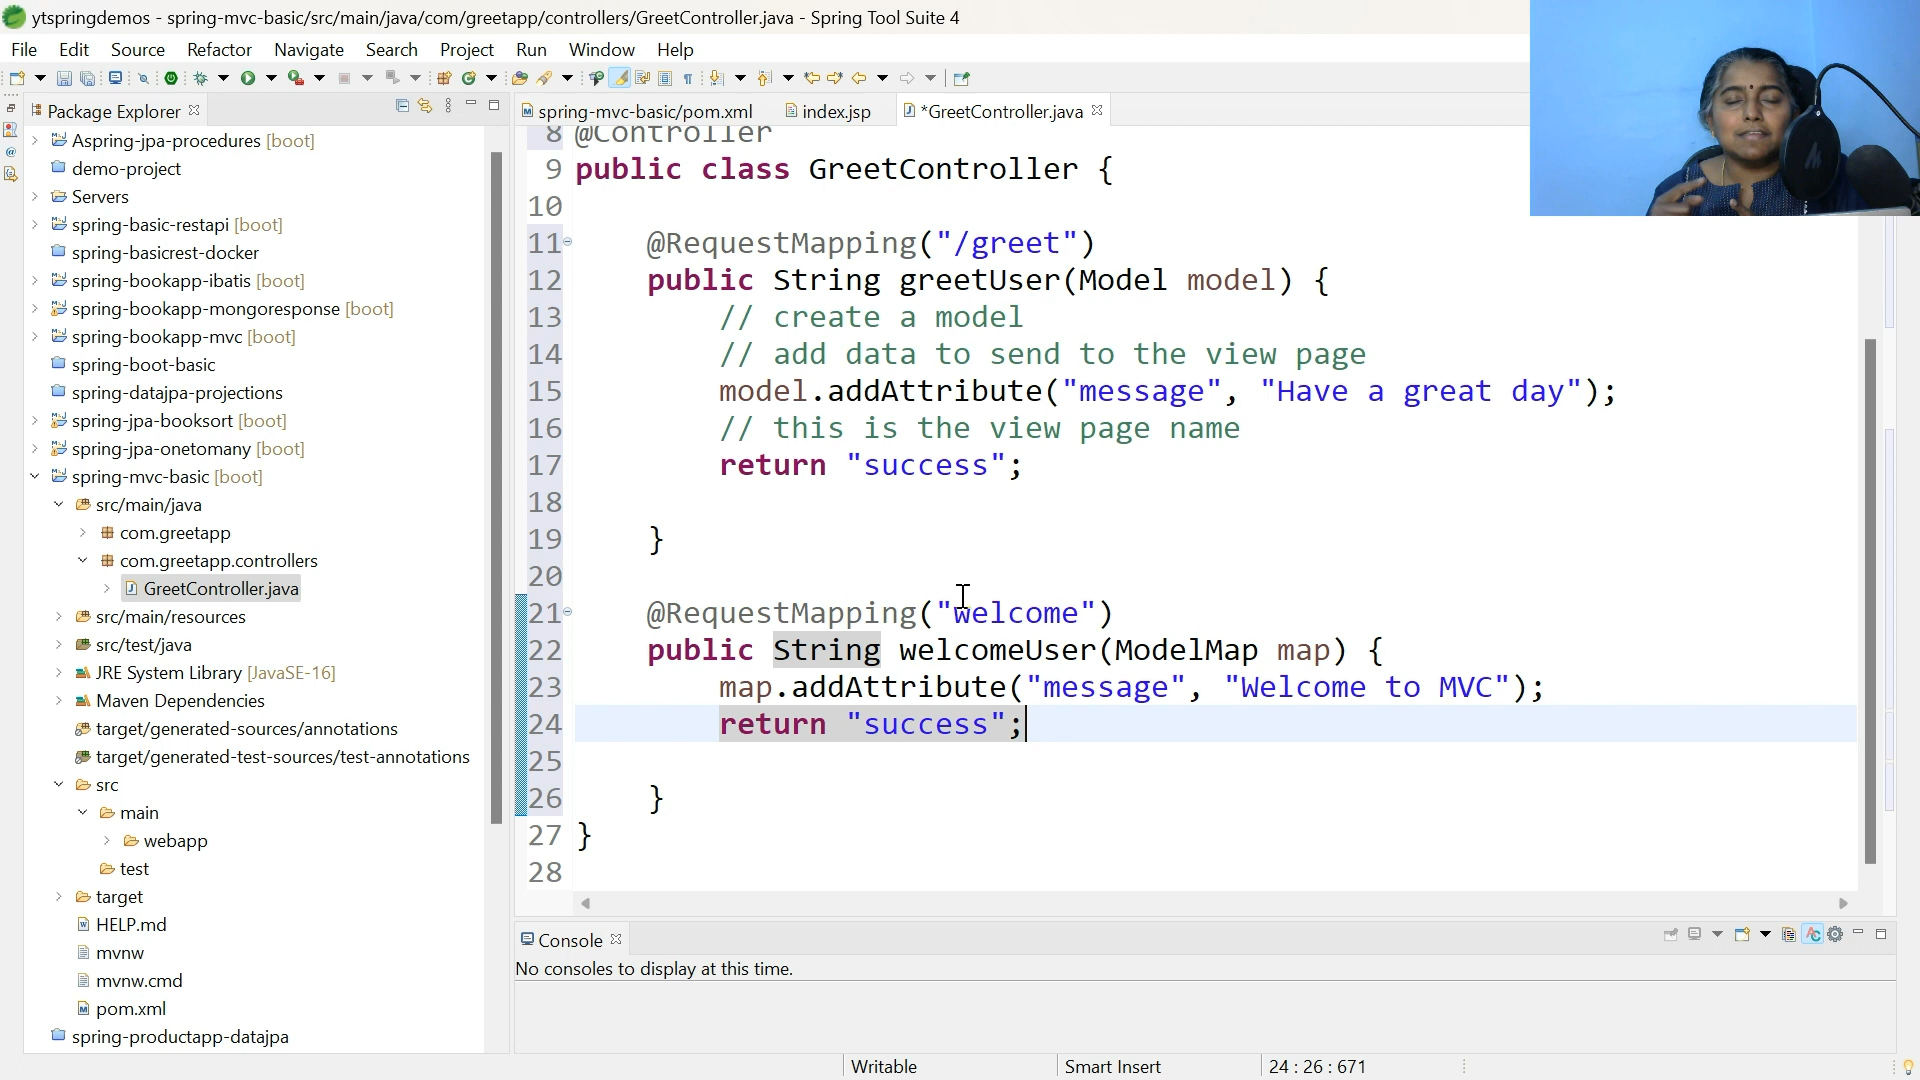 ytspringdemos - spring-mvc-basic/src/main/java/com/greetapp/controllers/GreetController.java - Spring Tool Suite 4
File Edit Source Refactor Navigate Search Project Run Window Help
Package Explorer
Aspring-jpa-procedures [boot]
demo-project
Servers
spring-basic-restapi [boot]
spring-basicrest-docker
spring-bookapp-ibatis [boot]
spring-bookapp-mongoresponse [boot]
spring-bookapp-mvc [boot]
spring-boot-basic
spring-datajpa-projections
spring-jpa-booksort [boot]
spring-jpa-onetomany [boot]
spring-mvc-basic [boot]
src/main/java
com.greetapp
com.greetapp.controllers
GreetController.java
src/main/resources
src/test/java
JRE System Library [JavaSE-16]
Maven Dependencies
target/generated-sources/annotations
target/generated-test-sources/test-annotations
src
main
webapp
test
target
HELP.md
mvnw
mvnw.cmd
pom.xml
spring-productapp-datajpa
spring-mvc-basic/pom.xml index.jsp *GreetController.java
8 @Controller
9 public class GreetController {
10
11 @RequestMapping("/greet")
12 public String greetUser(Model model) {
13 // create a model
14 // add data to send to the view page
15 model.addAttribute("message", "Have a great day");
16 // this is the view page name
17 return "success";
18
19 }
20
21 @RequestMapping("welcome")
22 public String welcomeUser(ModelMap map) {
23 map.addAttribute("message", "Welcome to MVC");
24 return "success";
25
26 }
27 }
28
Console
No consoles to display at this time.
Writable Smart Insert 24 : 26 : 671